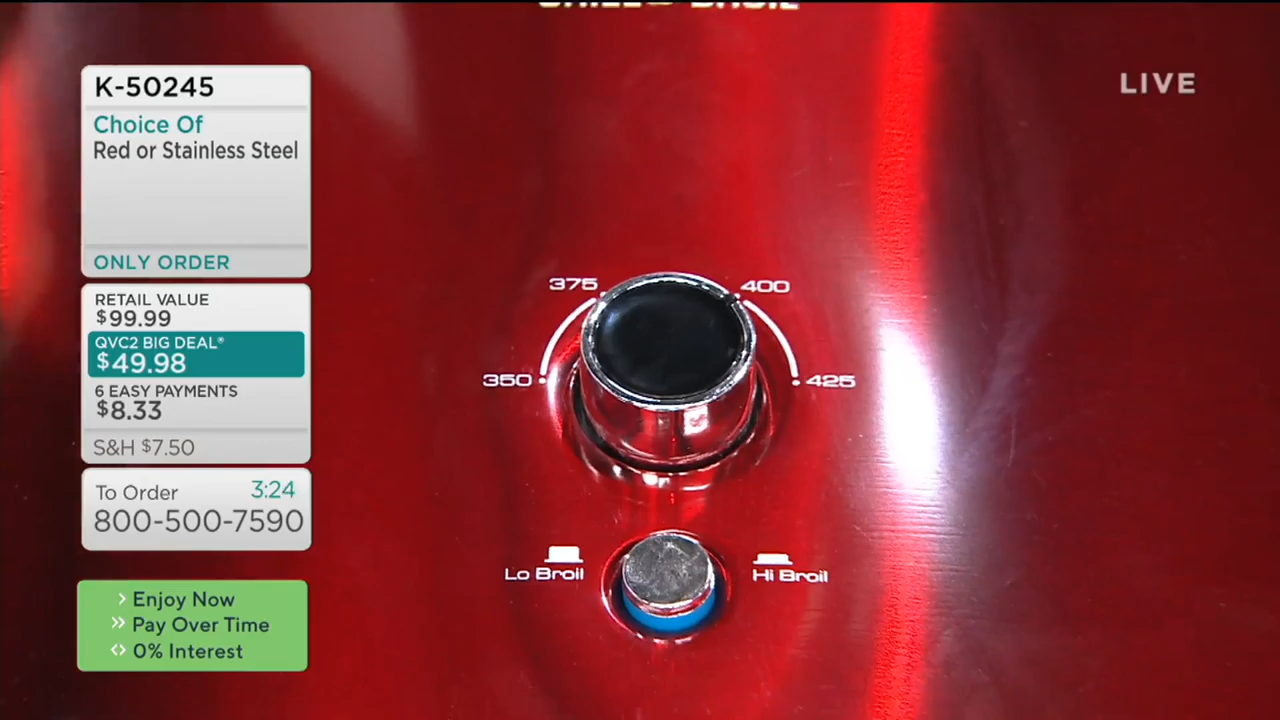 K-50245
Choice Of
Red or Stainless Steel
ONLY ORDER
RETAIL VALUE
$99.99
QVC2 BIG DEAL®
$49.98
6 EASY PAYMENTS
$8.33
S&H $7.50
To Order 3:24
800-500-7590
> Enjoy Now
>> Pay Over Time
<> 0% Interest
LIVE
375 400
350 425
Lo Broil Hi Broil